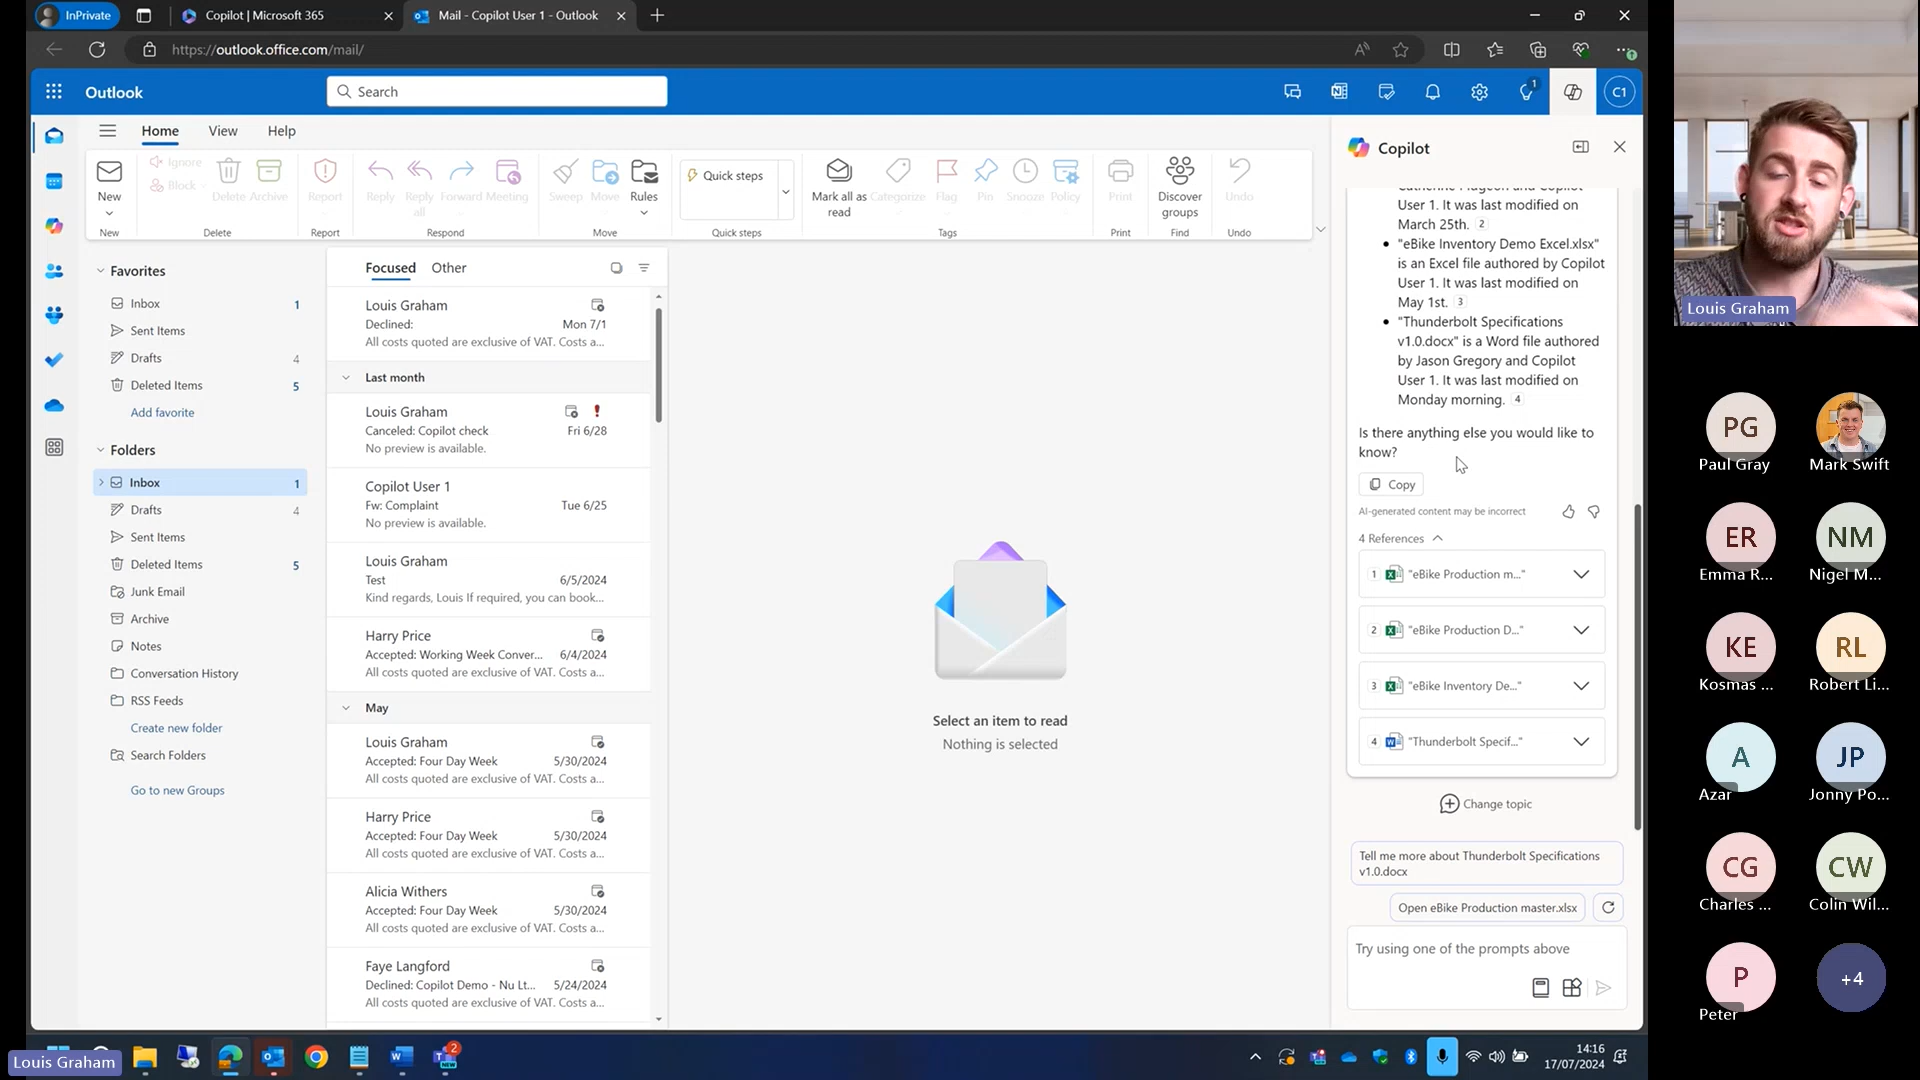 InPrivate
Copilot | Microsoft 365
Mail - Copilot User 1 - Outlook
https://outlook.office.com/mail/
Outlook
Search
1
C1
Home
View
Help
New
Ignore
Block
Delete
Archive
Report
Reply
Reply all
Forward
Meeting
Sweep
Move
Rules
Quick steps
Mall all as read
Categorize
Flag
Pin
Snooze
Policy
Print
Discover groups
Undo
New
Delete
Report
Respond
Move
Quick steps
Tags
Print
Find
Undo
Favorites
Inbox 1
Sent Items
Drafts 4
Deleted Items 5
Add favorite
Folders
Inbox 1
Drafts 4
Sent Items
Deleted Items 5
Junk Email
Archive
Notes
Conversation History
RSS Feeds
Create new folder
Search Folders
Go to new Groups
Focused
Other
Louis Graham
Declined: Mon 7/1
All costs quoted are exclusive of VAT. Costs a...
Last month
Louis Graham
Canceled: Copilot check Fri 6/28
No preview is available.
Copilot User 1
Fw: Complaint Tue 6/25
No preview is available.
Louis Graham
Test 6/5/2024
Kind regards, Louis If required, you can book...
Harry Price
Accepted: Working Week Conver... 6/4/2024
All costs quoted are exclusive of VAT. Costs a...
May
Louis Graham
Accepted: Four Day Week 5/30/2024
All costs quoted are exclusive of VAT. Costs a...
Harry Price
Accepted: Four Day Week 5/30/2024
All costs quoted are exclusive of VAT. Costs a...
Alicia Withers
Accepted: Four Day Week 5/30/2024
All costs quoted are exclusive of VAT. Costs a...
Faye Langford
Declined: Copilot Demo - Nu Lt... 5/24/2024
All costs quoted are exclusive of VAT. Costs a...
Select an item to read
Nothing is selected
Copilot
User 1. It was last modified on
March 25th. 2
"eBike Inventory Demo Excel.xlsx"
is an Excel file authored by Copilot
User 1. It was last modified on
May 1st. 3
"Thunderbolt Specifications
v1.0.docx" is a Word file authored
by Jason Gregory and Copilot
User 1. It was last modified on
Monday morning. 4
Is there anything else you would like to
know?
Copy
AI-generated content may be incorrect
4 References
1 "eBike Production m..."
2 "eBike Production D..."
3 "eBike Inventory De..."
4 "Thunderbolt Specif..."
Change topic
Tell me more about Thunderbolt Specifications
v1.0.docx
Open eBike Production master.xlsx
Try using one of the prompts above
Louis Graham
PG
Paul Gray
Mark Swift
ER
Emma R...
NM
Nigel M...
KE
Kosmas ...
RL
Robert Li...
A
Azar
JP
Jonny Po...
CG
Charles ...
CW
Colin Wil...
P
Peter
+4
Louis Graham
2
NEW
14:16
17/07/2024